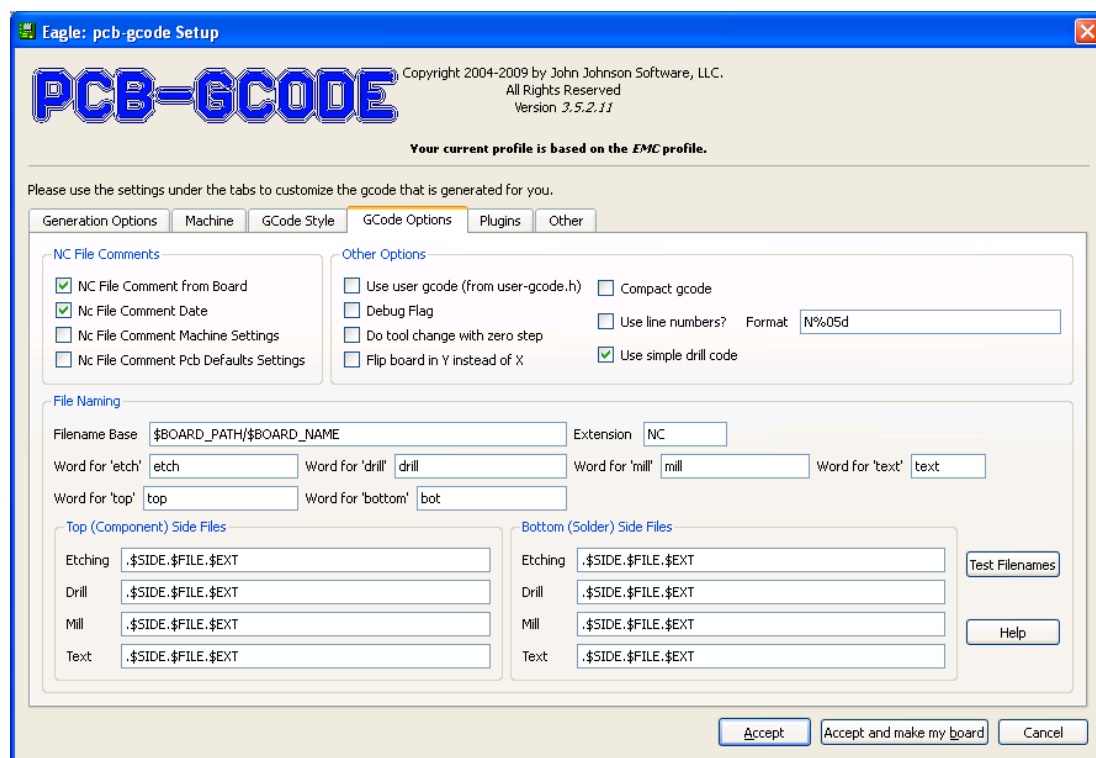 Eagle: pcb-gcode Setup
PCB-GCODE
Copyright 2004-2009 by John Johnson Software, LLC.
All Rights Reserved
Version 3.5.2.11
Your current profile is based on the EMC profile.
Please use the settings under the tabs to customize the gcode that is generated for you.
Generation Options Machine GCode Style GCode Options Plugins Other
NC File Comments
NC File Comment from Board
Nc File Comment Date
Nc File Comment Machine Settings
Nc File Comment Pcb Defaults Settings
Other Options
Use user gcode (from user-gcode.h)
Debug Flag
Do tool change with zero step
Flip board in Y instead of X
Compact gcode
Use line numbers? Format N%05d
Use simple drill code
File Naming
Filename Base $BOARD_PATH/$BOARD_NAME Extension NC
Word for 'etch' etch Word for 'drill' drill Word for 'mill' mill Word for 'text' text
Word for 'top' top Word for 'bottom' bot
Top (Component) Side Files
Etching .$SIDE.$FILE.$EXT
Drill .$SIDE.$FILE.$EXT
Mill .$SIDE.$FILE.$EXT
Text .$SIDE.$FILE.$EXT
Bottom (Solder) Side Files
Etching .$SIDE.$FILE.$EXT
Drill .$SIDE.$FILE.$EXT
Mill .$SIDE.$FILE.$EXT
Text .$SIDE.$FILE.$EXT
Test Filenames
Help
Accept Accept and make my board Cancel